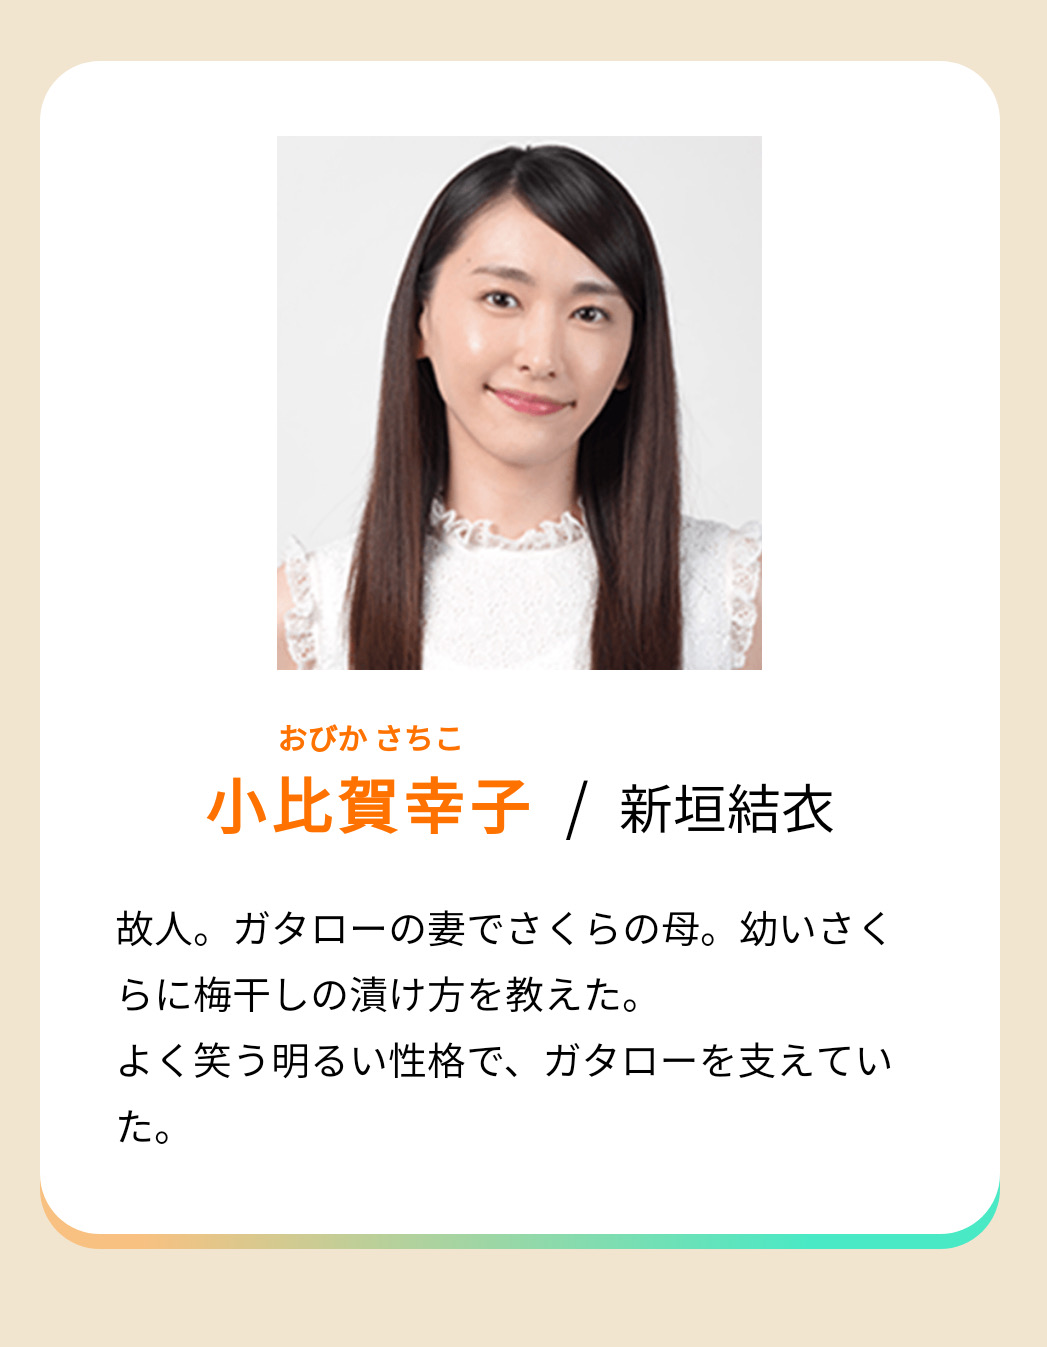 おびか さちこ
小比賀幸子 / 新垣結衣
故人。ガタローの妻でさくらの母。幼いさく
らに梅干しの漬け方を教えた。
よく笑う明るい性格で、ガタローを支えてい
た。